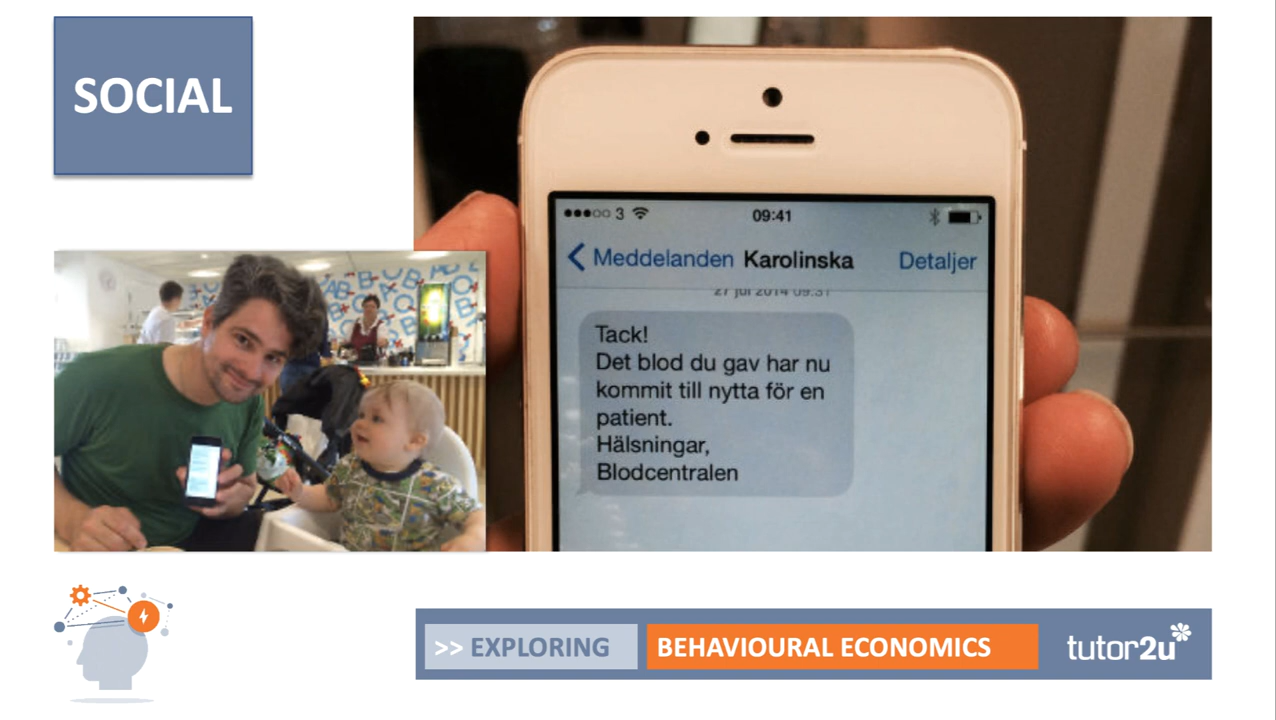 SOCIAL
3 09:41
Meddelanden Karolinska Detaljer
27 jul 2014 09:31
Tack!
Det blod du gav har nu
kommit till nytta för en
patient.
Hälsningar,
Blodcentralen
>> EXPLORING BEHAVIOURAL ECONOMICS tutor2u